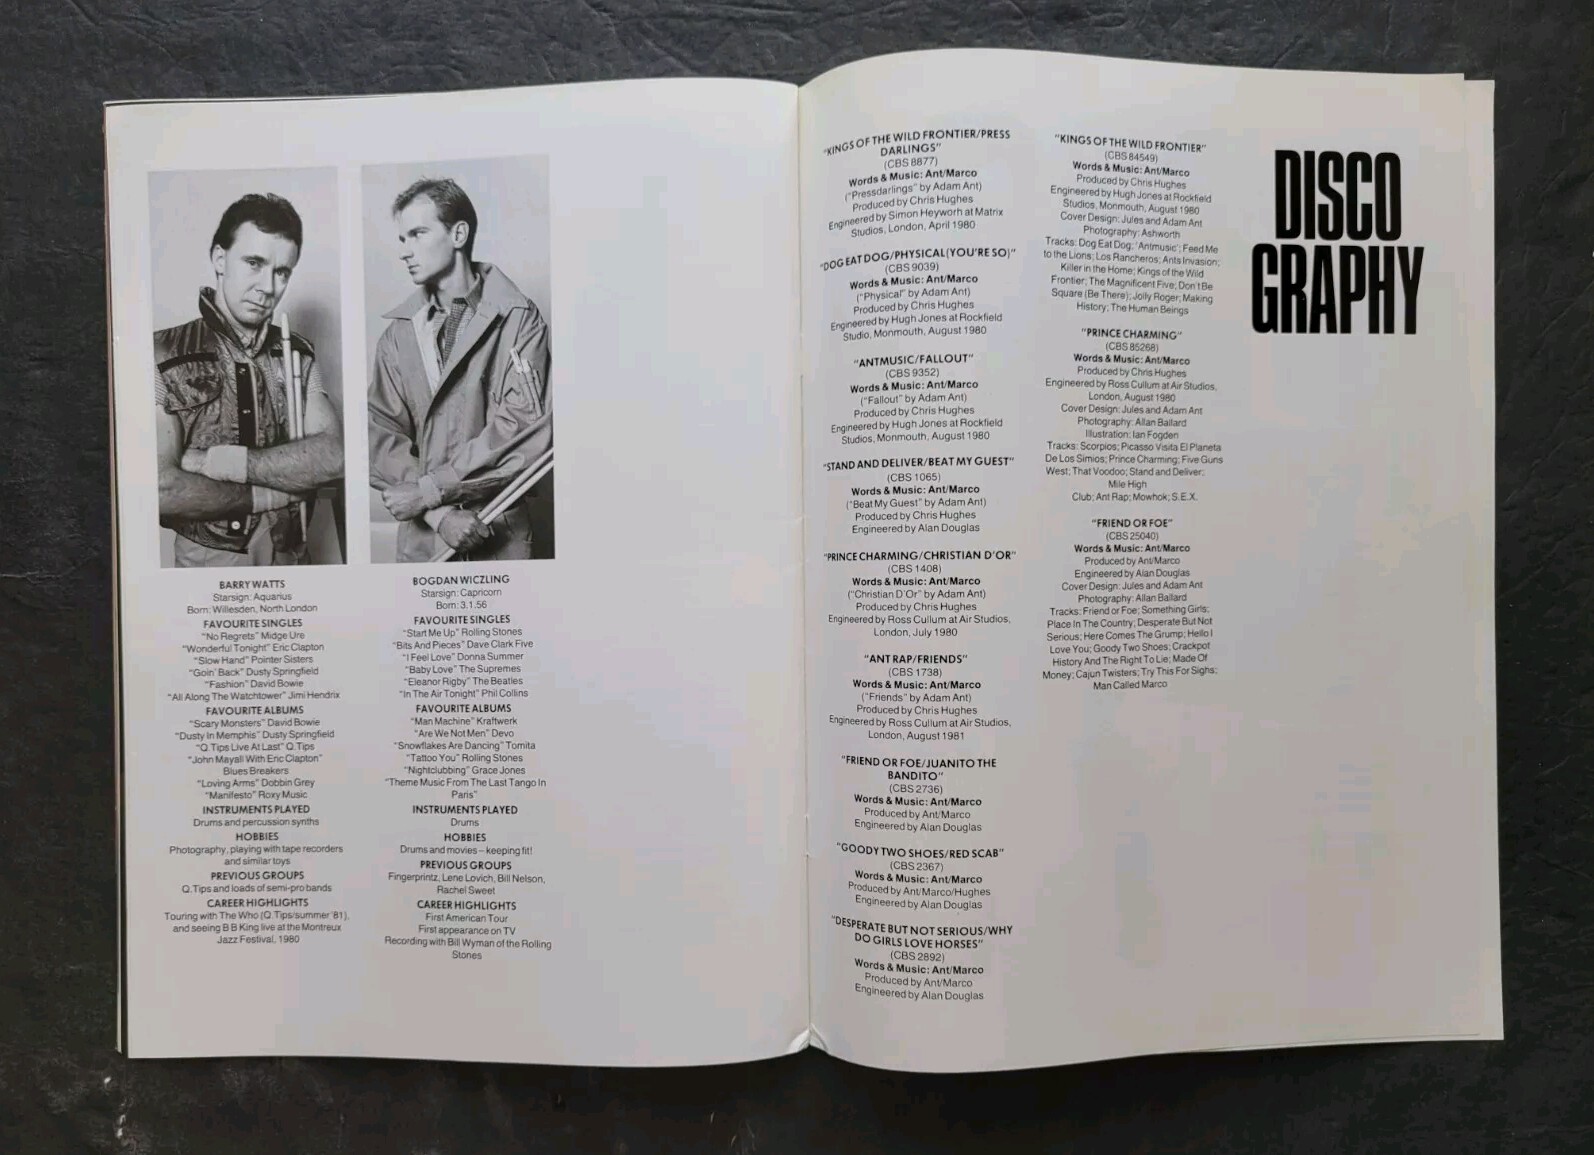 BARRY WATTS
Starsign: Aquarius
Born: Willesden, North London
FAVOURITE SINGLES
"No Regrets" Midge Ure
"Wonderful Tonight" Eric Clapton
"Slow Hand" Pointer Sisters
"Goin' Back" Dusty Springfield
"Fashion" David Bowie
"All Along The Watchtower" Jimi Hendrix
FAVOURITE ALBUMS
"Scary Monsters" David Bowie
"Dusty In Memphis" Dusty Springfield
"Q.Tips Live At Last" Q.Tips
"John Mayall With Eric Clapton"
Blues Breakers
"Loving Arms" Dobbin Grey
"Manifesto" Roxy Music
INSTRUMENTS PLAYED
Drums and percussion synths
HOBBIES
Photography, playing with tape recorders
and similar toys
PREVIOUS GROUPS
Q.Tips and loads of semi-pro bands
CAREER HIGHLIGHTS
Touring with The Who (Q.Tips/summer '81),
and seeing B B King live at the Montreux
Jazz Festival, 1980
BOGDAN WICZLING
Starsign: Capricorn
Born: 3.1.56
FAVOURITE SINGLES
"Start Me Up" Rolling Stones
"Bits And Pieces" Dave Clark Five
"I Feel Love" Donna Summer
"Baby Love" The Supremes
"Eleanor Rigby" The Beatles
"In The Air Tonight" Phil Collins
FAVOURITE ALBUMS
"Man Machine" Kraftwerk
"Are We Not Men" Devo
"Snowflakes Are Dancing" Tomita
"Tattoo You" Rolling Stones
"Nightclubbing" Grace Jones
"Theme Music From The Last Tango In
Paris"
INSTRUMENTS PLAYED
Drums
HOBBIES
Drums and movies – keeping fit!
PREVIOUS GROUPS
Fingerprintz, Lene Lovich, Bill Nelson,
Rachel Sweet
CAREER HIGHLIGHTS
First American Tour
First appearance on TV
Recording with Bill Wyman of the Rolling
Stones
"KINGS OF THE WILD FRONTIER/PRESS
DARLINGS"
(CBS 8877)
Words & Music: Ant/Marco
("Pressdarlings" by Adam Ant)
Produced by Chris Hughes
Engineered by Simon Heyworh at Matrix
Studios, London, April 1980
"DOG EAT DOG/PHYSICAL (YOU'RE SO)"
(CBS 9039)
Words & Music: Ant/Marco
("Physical" by Adam Ant)
Produced by Chris Hughes
Engineered by Hugh Jones at Rockfield
Studio, Monmouth, August 1980
"ANTMUSIC/FALLOUT"
(CBS 9352)
Words & Music: Ant/Marco
("Fallout" by Adam Ant)
Produced by Chris Hughes
Engineered by Hugh Jones at Rockfield
Studios, Monmouth, August 1980
"STAND AND DELIVER/BEAT MY GUEST"
(CBS 1065)
Words & Music: Ant/Marco
("Beat My Guest" by Adam Ant)
Produced by Chris Hughes
Engineered by Alan Douglas
"PRINCE CHARMING/CHRISTIAN D'OR"
(CBS 1408)
Words & Music: Ant/Marco
("Christian D'Or" by Adam Ant)
Produced by Chris Hughes
Engineered by Ross Cullum at Air Studios,
London, July 1980
"ANT RAP/FRIENDS"
(CBS 1738)
Words & Music: Ant/Marco
("Friends" by Adam Ant)
Produced by Chris Hughes
Engineered by Ross Cullum at Air Studios,
London, August 1981
"FRIEND OR FOE/JUANITO THE
BANDITO"
(CBS 2736)
Words & Music: Ant/Marco
Produced by Ant/Marco
Engineered by Alan Douglas
"GOODY TWO SHOES/RED SCAB"
(CBS 2367)
Words & Music: Ant/Marco
Produced by Ant/Marco/Hughes
Engineered by Alan Douglas
"DESPERATE BUT NOT SERIOUS/WHY
DO GIRLS LOVE HORSES"
(CBS 2892)
Words & Music: Ant/Marco
Produced by Ant/Marco
Engineered by Alan Douglas
"KINGS OF THE WILD FRONTIER"
(CBS 84549)
Words & Music: Ant/Marco
Produced by Chris Hughes
Engineered by Hugh Jones at Rockfield
Studios, Monmouth, August 1980
Cover Design: Jules and Adam Ant
Photography: Ashworth
Tracks: Dog Eat Dog; 'Antmusic'; Feed Me
to the Lions; Los Rancheros; Ants Invasion;
Killer in the Home; Kings of the Wild
Frontier; The Magnificent Five; Don't Be
Square (Be There); Jolly Roger; Making
History; The Human Beings
"PRINCE CHARMING"
(CBS 85268)
Words & Music: Ant/Marco
Produced by Chris Hughes
Engineered by Ross Cullum at Air Studios,
London, August 1980
Cover Design: Jules and Adam Ant
Photography: Allan Ballard
Illustration: Ian Fogden
Tracks: Scorpios; Picasso Visita El Planeta
De Los Simios; Prince Charming; Five Guns
West; That Voodoo; Stand and Deliver;
Mile High
Club; Ant Rap; Mowhok; S.E.X.
"FRIEND OR FOE"
(CBS 25040)
Words & Music: Ant/Marco
Produced by Ant/Marco
Engineered by Alan Douglas
Cover Design: Jules and Adam Ant
Photography: Allan Ballard
Tracks: Friend or Foe; Something Girls;
Place In The Country; Desperate But Not
Serious; Here Comes The Grump; Hello I
Love You; Goody Two Shoes; Crackpot
History And The Right To Lie; Made Of
Money; Cajun Twisters; Try This For Sighs;
Man Called Marco
DISCO
GRAPHY